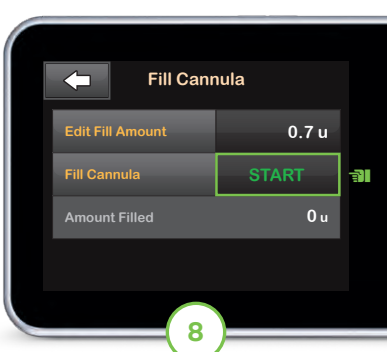 Fill Cannula
Edit Fill Amount 0.7 u
Fill Cannula START
Amount Filled 0 u
8